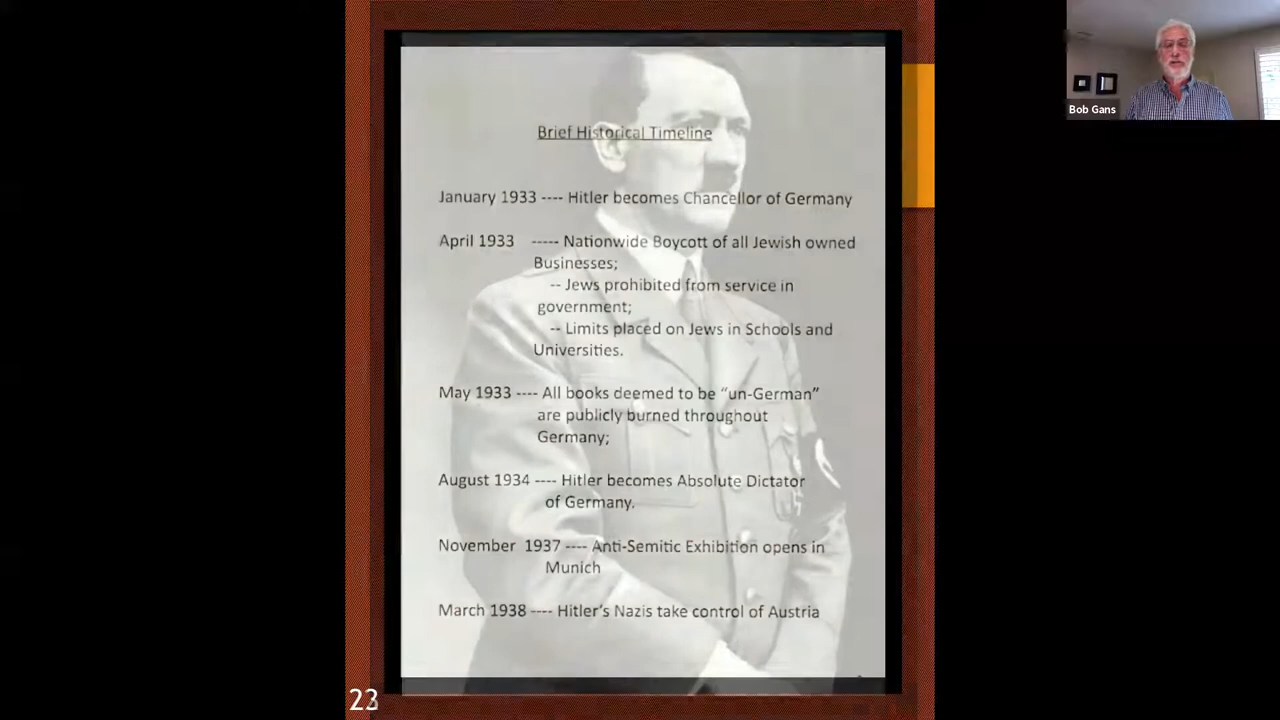 Brief Historical Timeline
January 1933 ---- Hitler becomes Chancellor of Germany
April 1933 ----- Nationwide Boycott of all Jewish owned
Businesses;
-- Jews prohibited from service in
government;
-- Limits placed on Jews in Schools and
Universities.
May 1933 ---- All books deemed to be “un-German”
are publicly burned throughout
Germany;
August 1934 ---- Hitler becomes Absolute Dictator
of Germany.
November 1937 ---- Anti-Semitic Exhibition opens in
Munich
March 1938 ---- Hitler's Nazis take control of Austria
23
Bob Gans